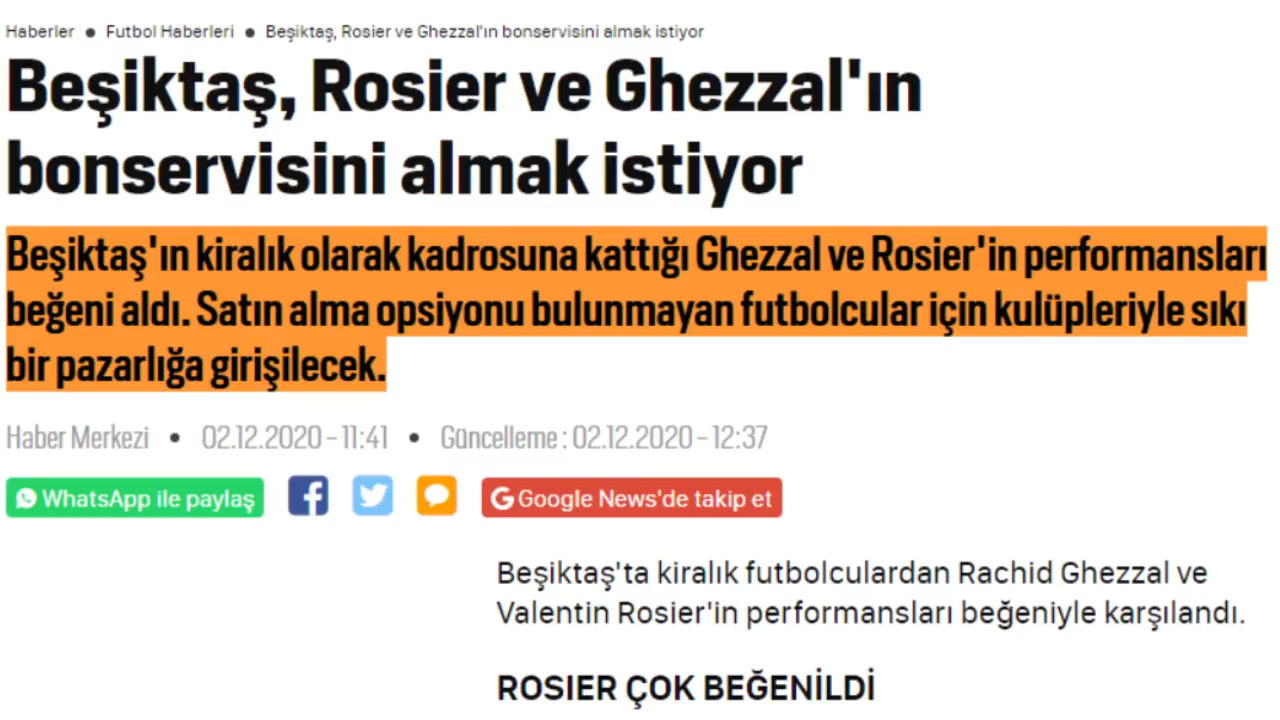 Haberler • Futbol Haberleri • Beşiktaş, Rosier ve Ghezzal'ın bonservisini almak istiyor
Beşiktaş, Rosier ve Ghezzal'ın
bonservisini almak istiyor
Beşiktaş'ın kiralık olarak kadrosuna kattığı Ghezzal ve Rosier'in performansları
beğeni aldı. Satın alma opsiyonu bulunmayan futbolcular için kulüpleriyle sıkı
bir pazarlığa girişilecek.
Haber Merkezi • 02.12.2020 - 11:41 • Güncelleme : 02.12.2020 - 12:37
WhatsApp ile paylaş Google News'de takip et
Beşiktaş'ta kiralık futbolculardan Rachid Ghezzal ve
Valentin Rosier'in performansları beğeniyle karşılandı.
ROSIER ÇOK BEĞENİLDİ